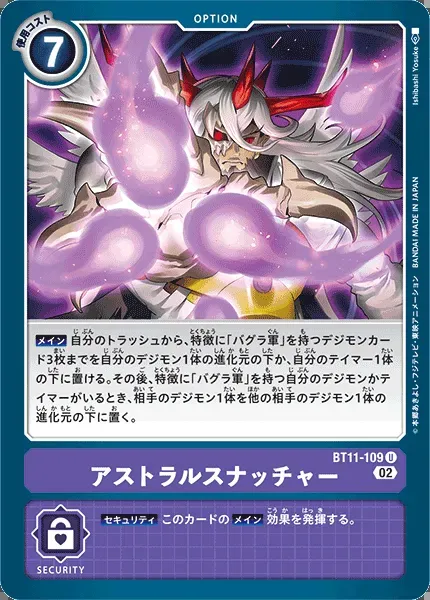 OPTION
使用コスト
7
Ishibashi Yosuke
BANDAI MADE IN JAPAN
©本郷あきよし・フジテレビ・東映アニメーション
メイン 自分のトラッシュから、特徴に「バグラ軍」を持つデジモンカー
ド3枚までを自分のデジモン1体の進化元の下か、自分のテイマー1体
の下に置ける。その後、特徴に「バグラ軍」を持つ自分のデジモンかテ
イマーがいるとき、相手のデジモン1体を他の相手のデジモン1体の
進化元の下に置く。
BT11-109 U
アストラルスナッチャー
02
セキュリティ このカードの メイン 効果を発揮する。
SECURITY